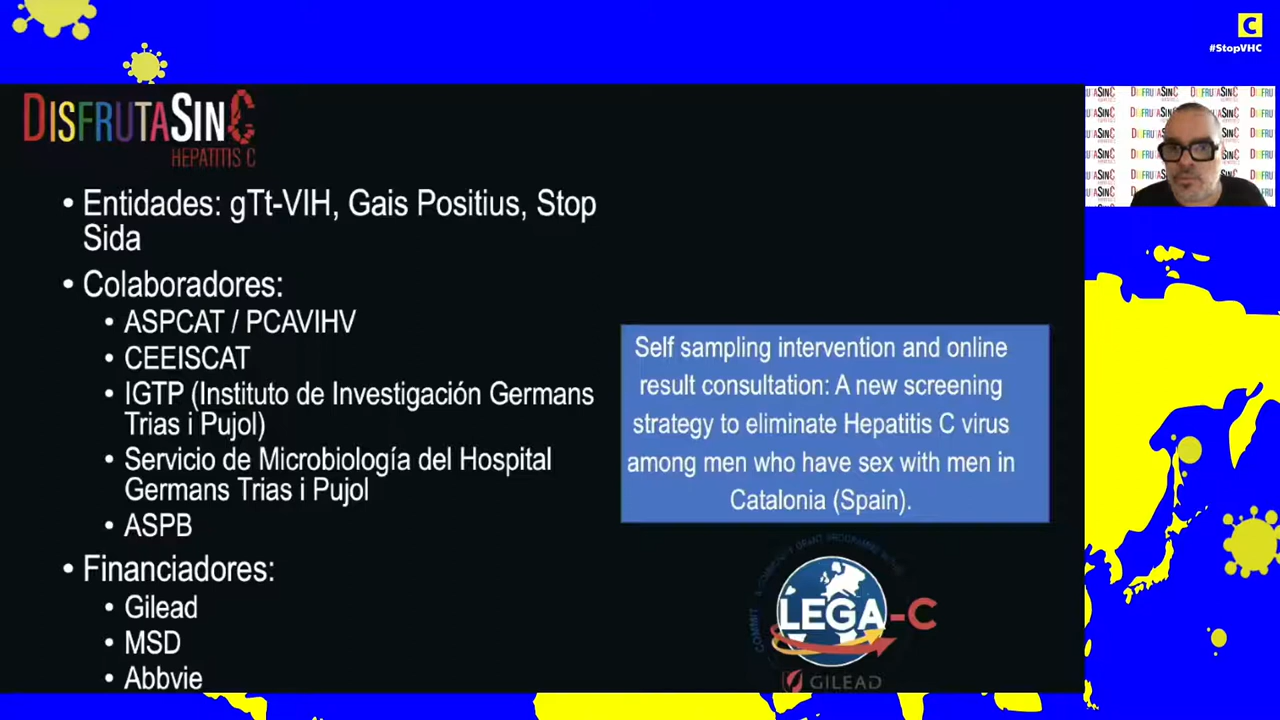 C
#StopVHC
DISFRUTASINC
HEPATITIS C
• Entidades: gTt-VIH, Gais Positius, Stop
Sida
• Colaboradores:
• ASPCAT / PCAVIHV
• CEEISCAT
• IGTP (Instituto de Investigación Germans
Trias i Pujol)
• Servicio de Microbiología del Hospital
Germans Trias i Pujol
• ASPB
• Financiadores:
• Gilead
• MSD
• Abbvie
Self sampling intervention and online
result consultation: A new screening
strategy to eliminate Hepatitis C virus
among men who have sex with men in
Catalonia (Spain).
LEGA-C
GILEAD